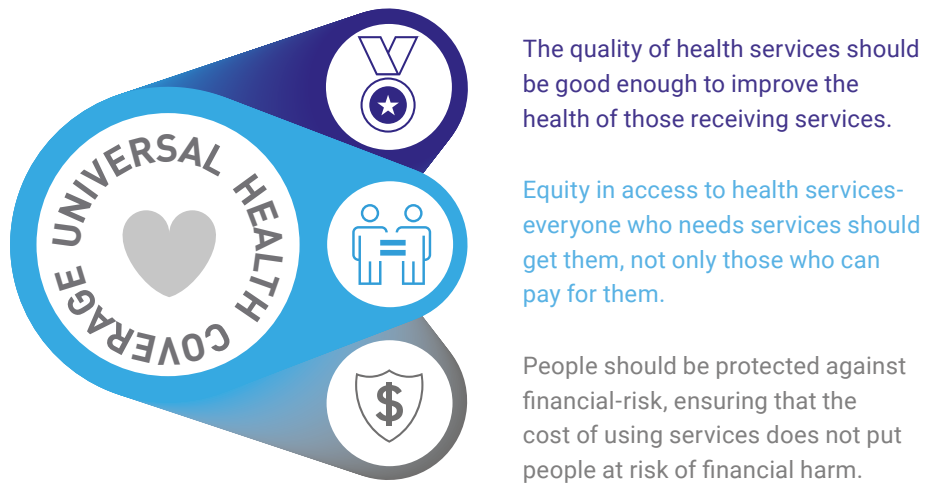 UNIVERSAL HEALTH COVERAGE
The quality of health services should
be good enough to improve the
health of those receiving services.
Equity in access to health services-
everyone who needs services should
get them, not only those who can
pay for them.
$
People should be protected against
financial-risk, ensuring that the
cost of using services does not put
people at risk of financial harm.